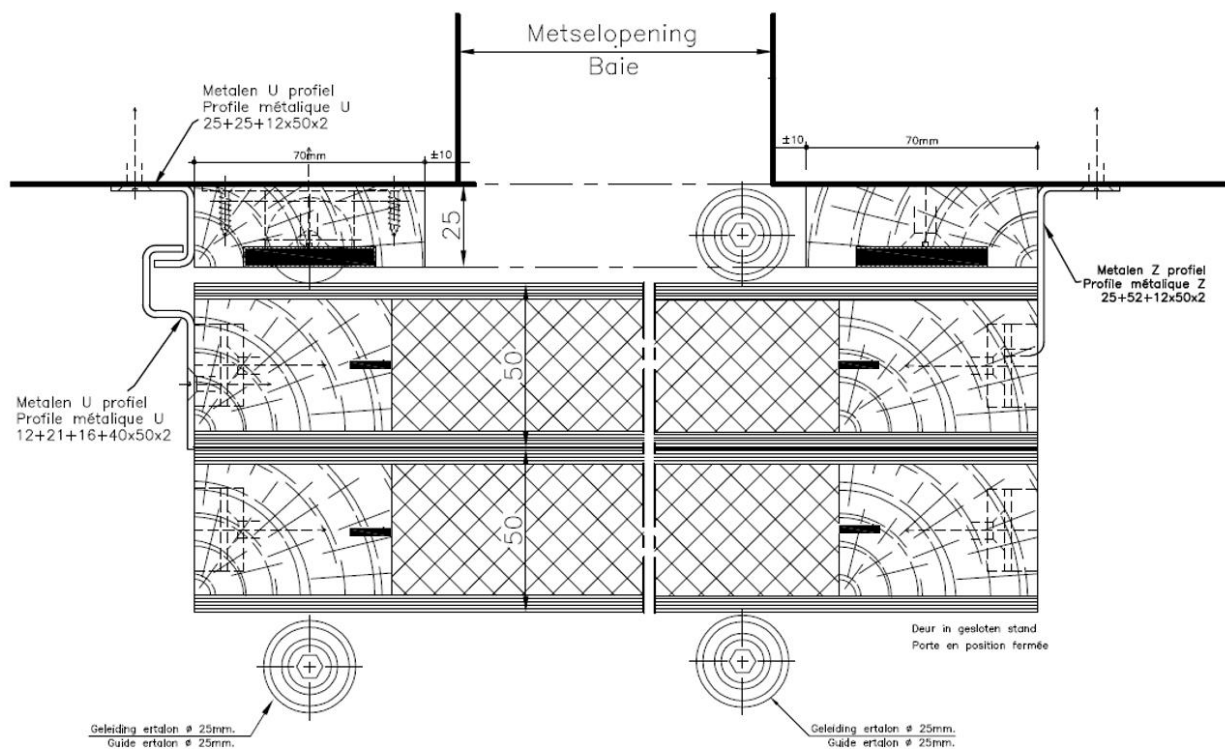 Metselopening
Baie
Metalen U profiel
Profile métalique U
25+25+12x50x2
70mm
±10
±10
70mm
25
Metalen Z profiel
Profile métalique Z
25+52+12x50x2
50
Metalen U profiel
Profile métalique U
12+21+16+40x50x2
50
Deur in gesloten stand
Porte en position fermée
Geleiding ertalon ø 25mm.
Guide ertalon ø 25mm.
Geleiding ertalon ø 25mm.
Guide ertalon ø 25mm.